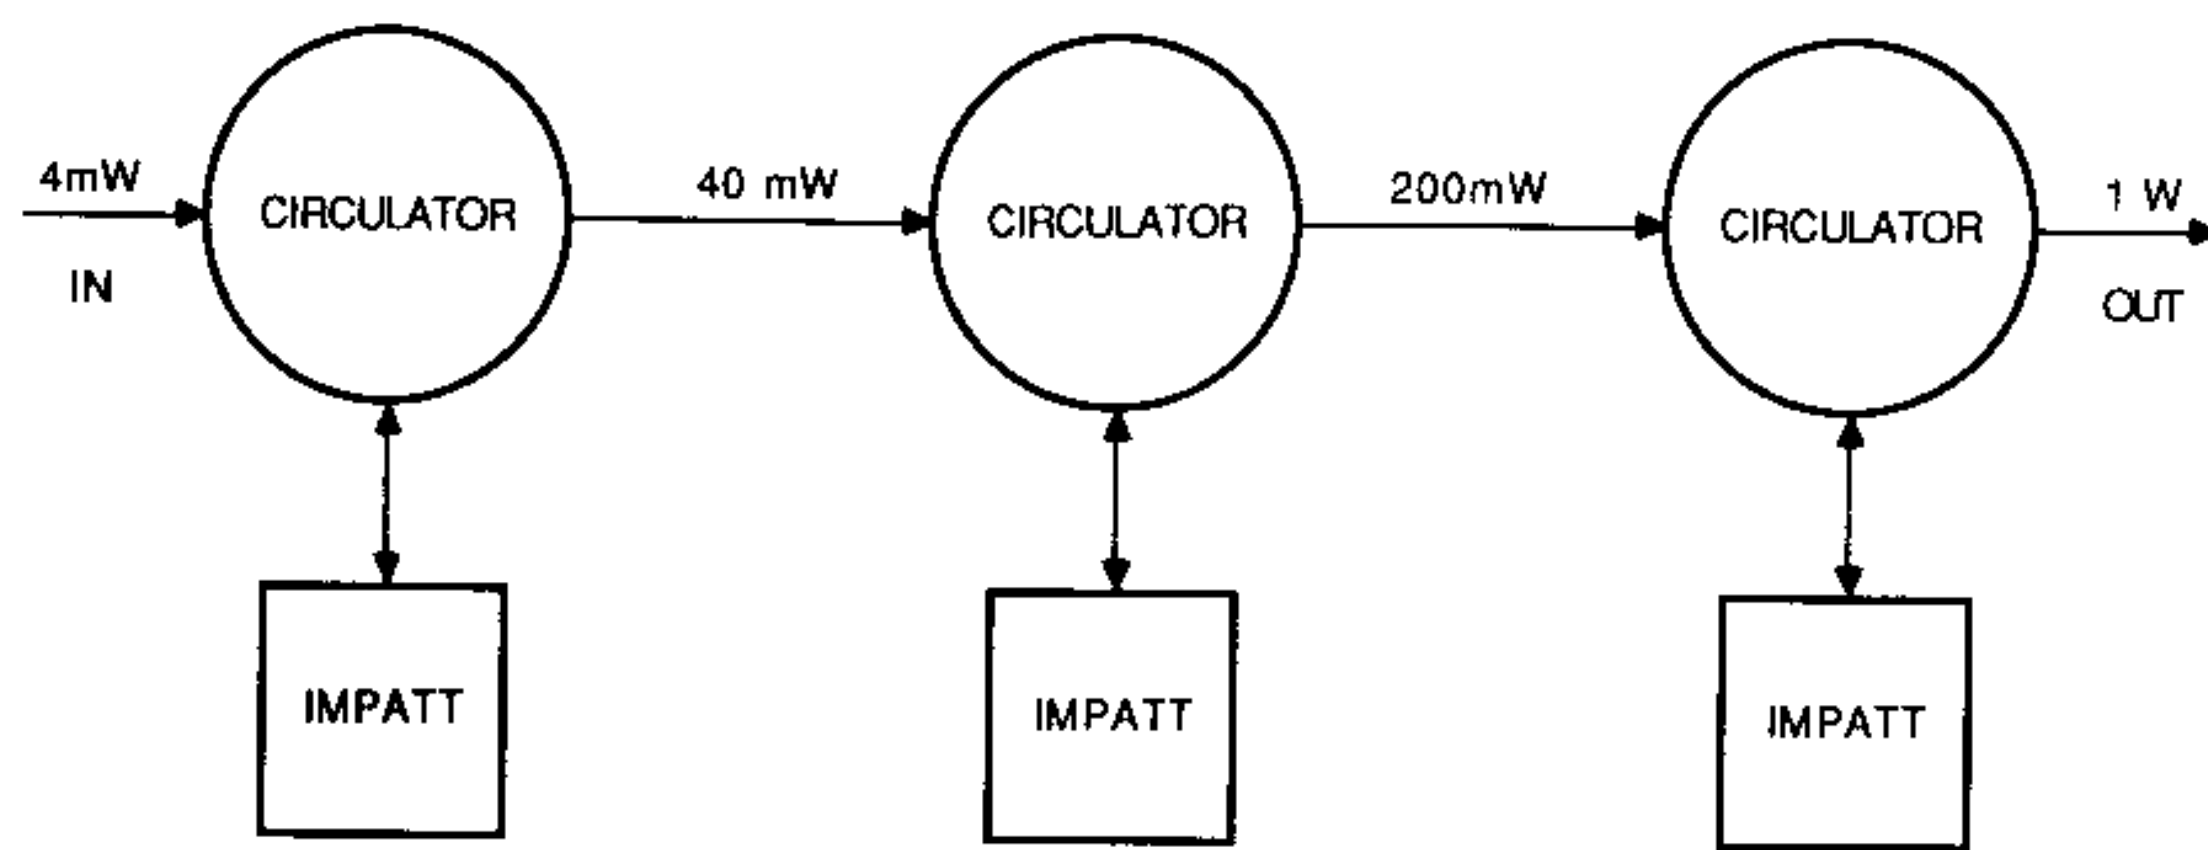 4mW
IN
CIRCULATOR
40 mW
CIRCULATOR
200mW
CIRCULATOR
1 W
OUT
IMPATT
IMPATT
IMPATT